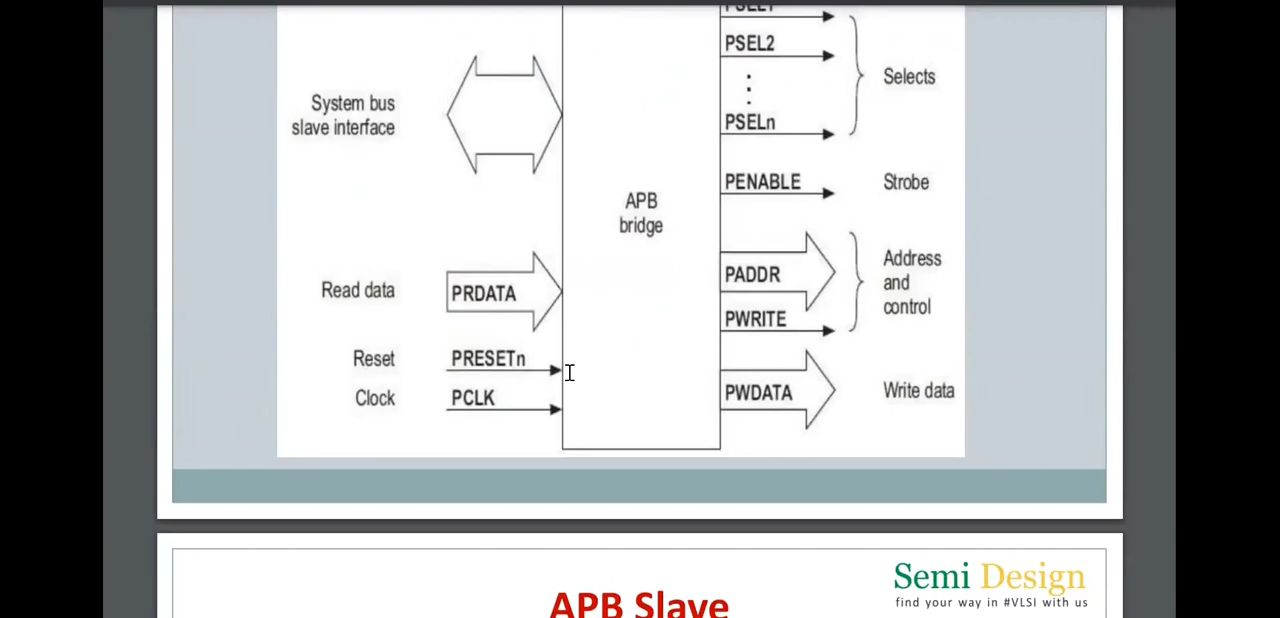 PSEL1
PSEL2
PSELn
Selects
System bus
slave interface
PENABLE
Strobe
APB
bridge
PADDR
PWRITE
Address
and
control
Read data
PRDATA
Reset
PRESETn
Clock
PCLK
PWDATA
Write data
Semi Design
find your way in #VLSI with us
APB Slave